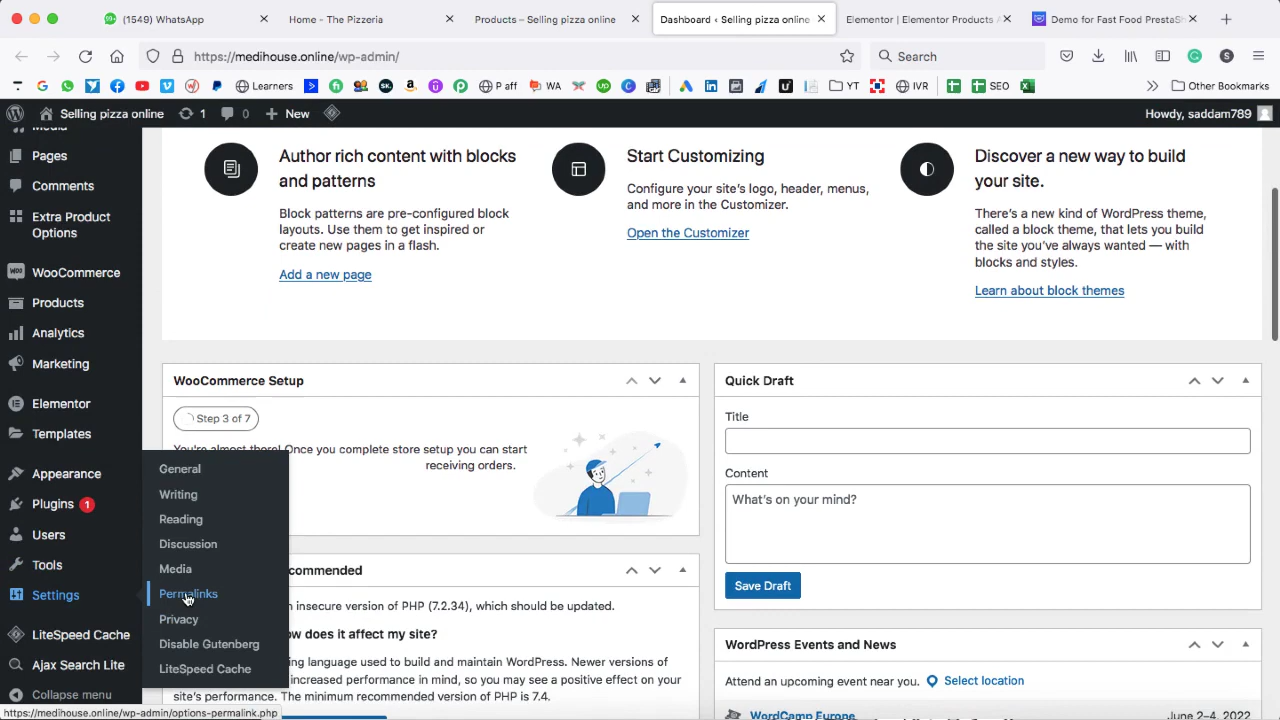 (1549) WhatsApp
Home - The Pizzeria
Products – Selling pizza online
Dashboard ‹ Selling pizza online
Elementor | Elementor Products A
Demo for Fast Food PrestaSh
https://medihouse.online/wp-admin/
Search
Learners
P aff
WA
YT
IVR
SEO
Other Bookmarks
Selling pizza online
1
0
New
Howdy, saddam789
Media
Pages
Comments
Extra Product
Options
WooCommerce
Products
Analytics
Marketing
Elementor
Templates
Appearance
Plugins 1
Users
Tools
Settings
LiteSpeed Cache
Ajax Search Lite
Collapse menu
General
Writing
Reading
Discussion
Media
Permalinks
Privacy
Disable Gutenberg
LiteSpeed Cache
Author rich content with blocks
and patterns
Block patterns are pre-configured block
layouts. Use them to get inspired or
create new pages in a flash.
Add a new page
Start Customizing
Configure your site's logo, header, menus,
and more in the Customizer.
Open the Customizer
Discover a new way to build
your site.
There's a new kind of WordPress theme,
called a block theme, that lets you build
the site you've always wanted — with
blocks and styles.
Learn about block themes
WooCommerce Setup
Step 3 of 7
You're almost there! Once you complete store setup you can start
receiving orders.
commended
insecure version of PHP (7.2.34), which should be updated.
ow does it affect my site?
ing language used to build and maintain WordPress. Newer versions of
increased performance in mind, so you may see a positive effect on your
site's performance. The minimum recommended version of PHP is 7.4.
Quick Draft
Title
Content
What's on your mind?
Save Draft
WordPress Events and News
Attend an upcoming event near you.
Select location
WordCamp Europe
June 2–4, 2022
https://medihouse.online/wp-admin/options-permalink.php